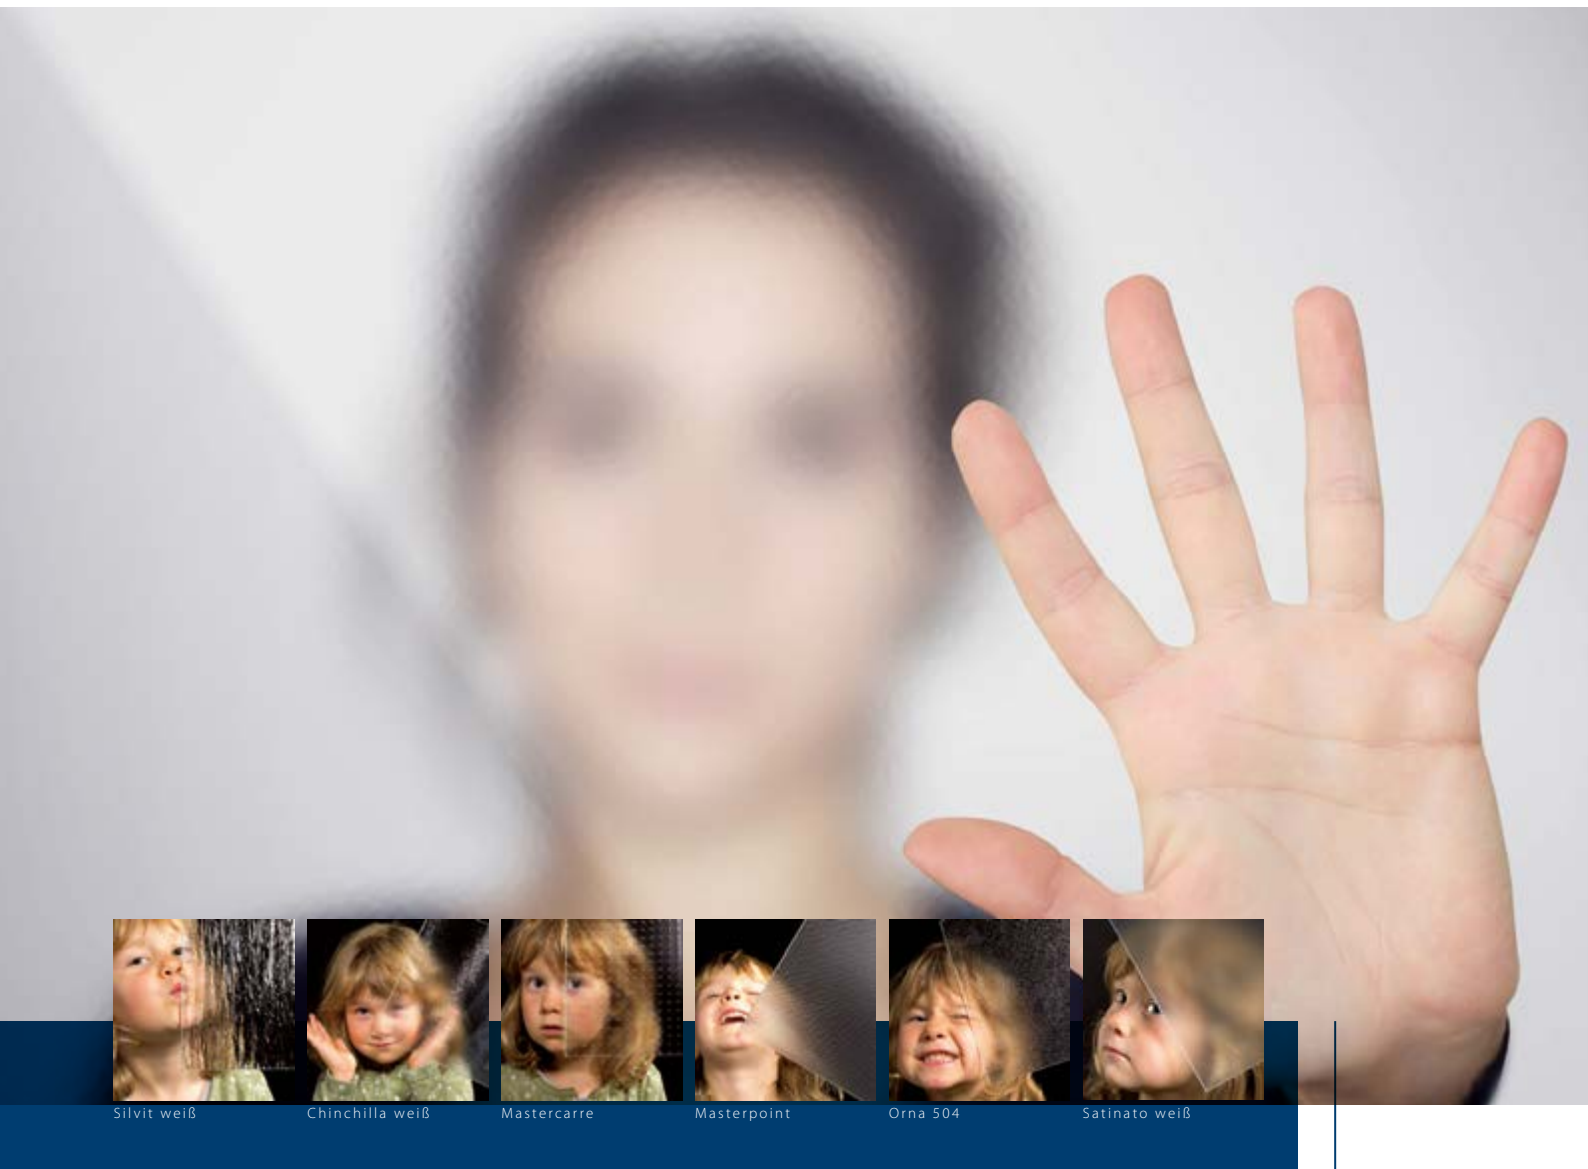 Silvit weiß
Chinchilla weiß
Mastercarre
Masterpoint
Orna 504
Satinato weiß